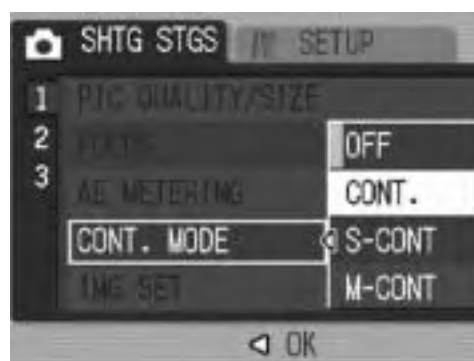 SHTG STGS SETUP
1 PIC QUALITY/SIZE
2 FOCUS OFF
3 AE METERING CONT.
CONT. MODE S-CONT
IMG SET M-CONT
OK